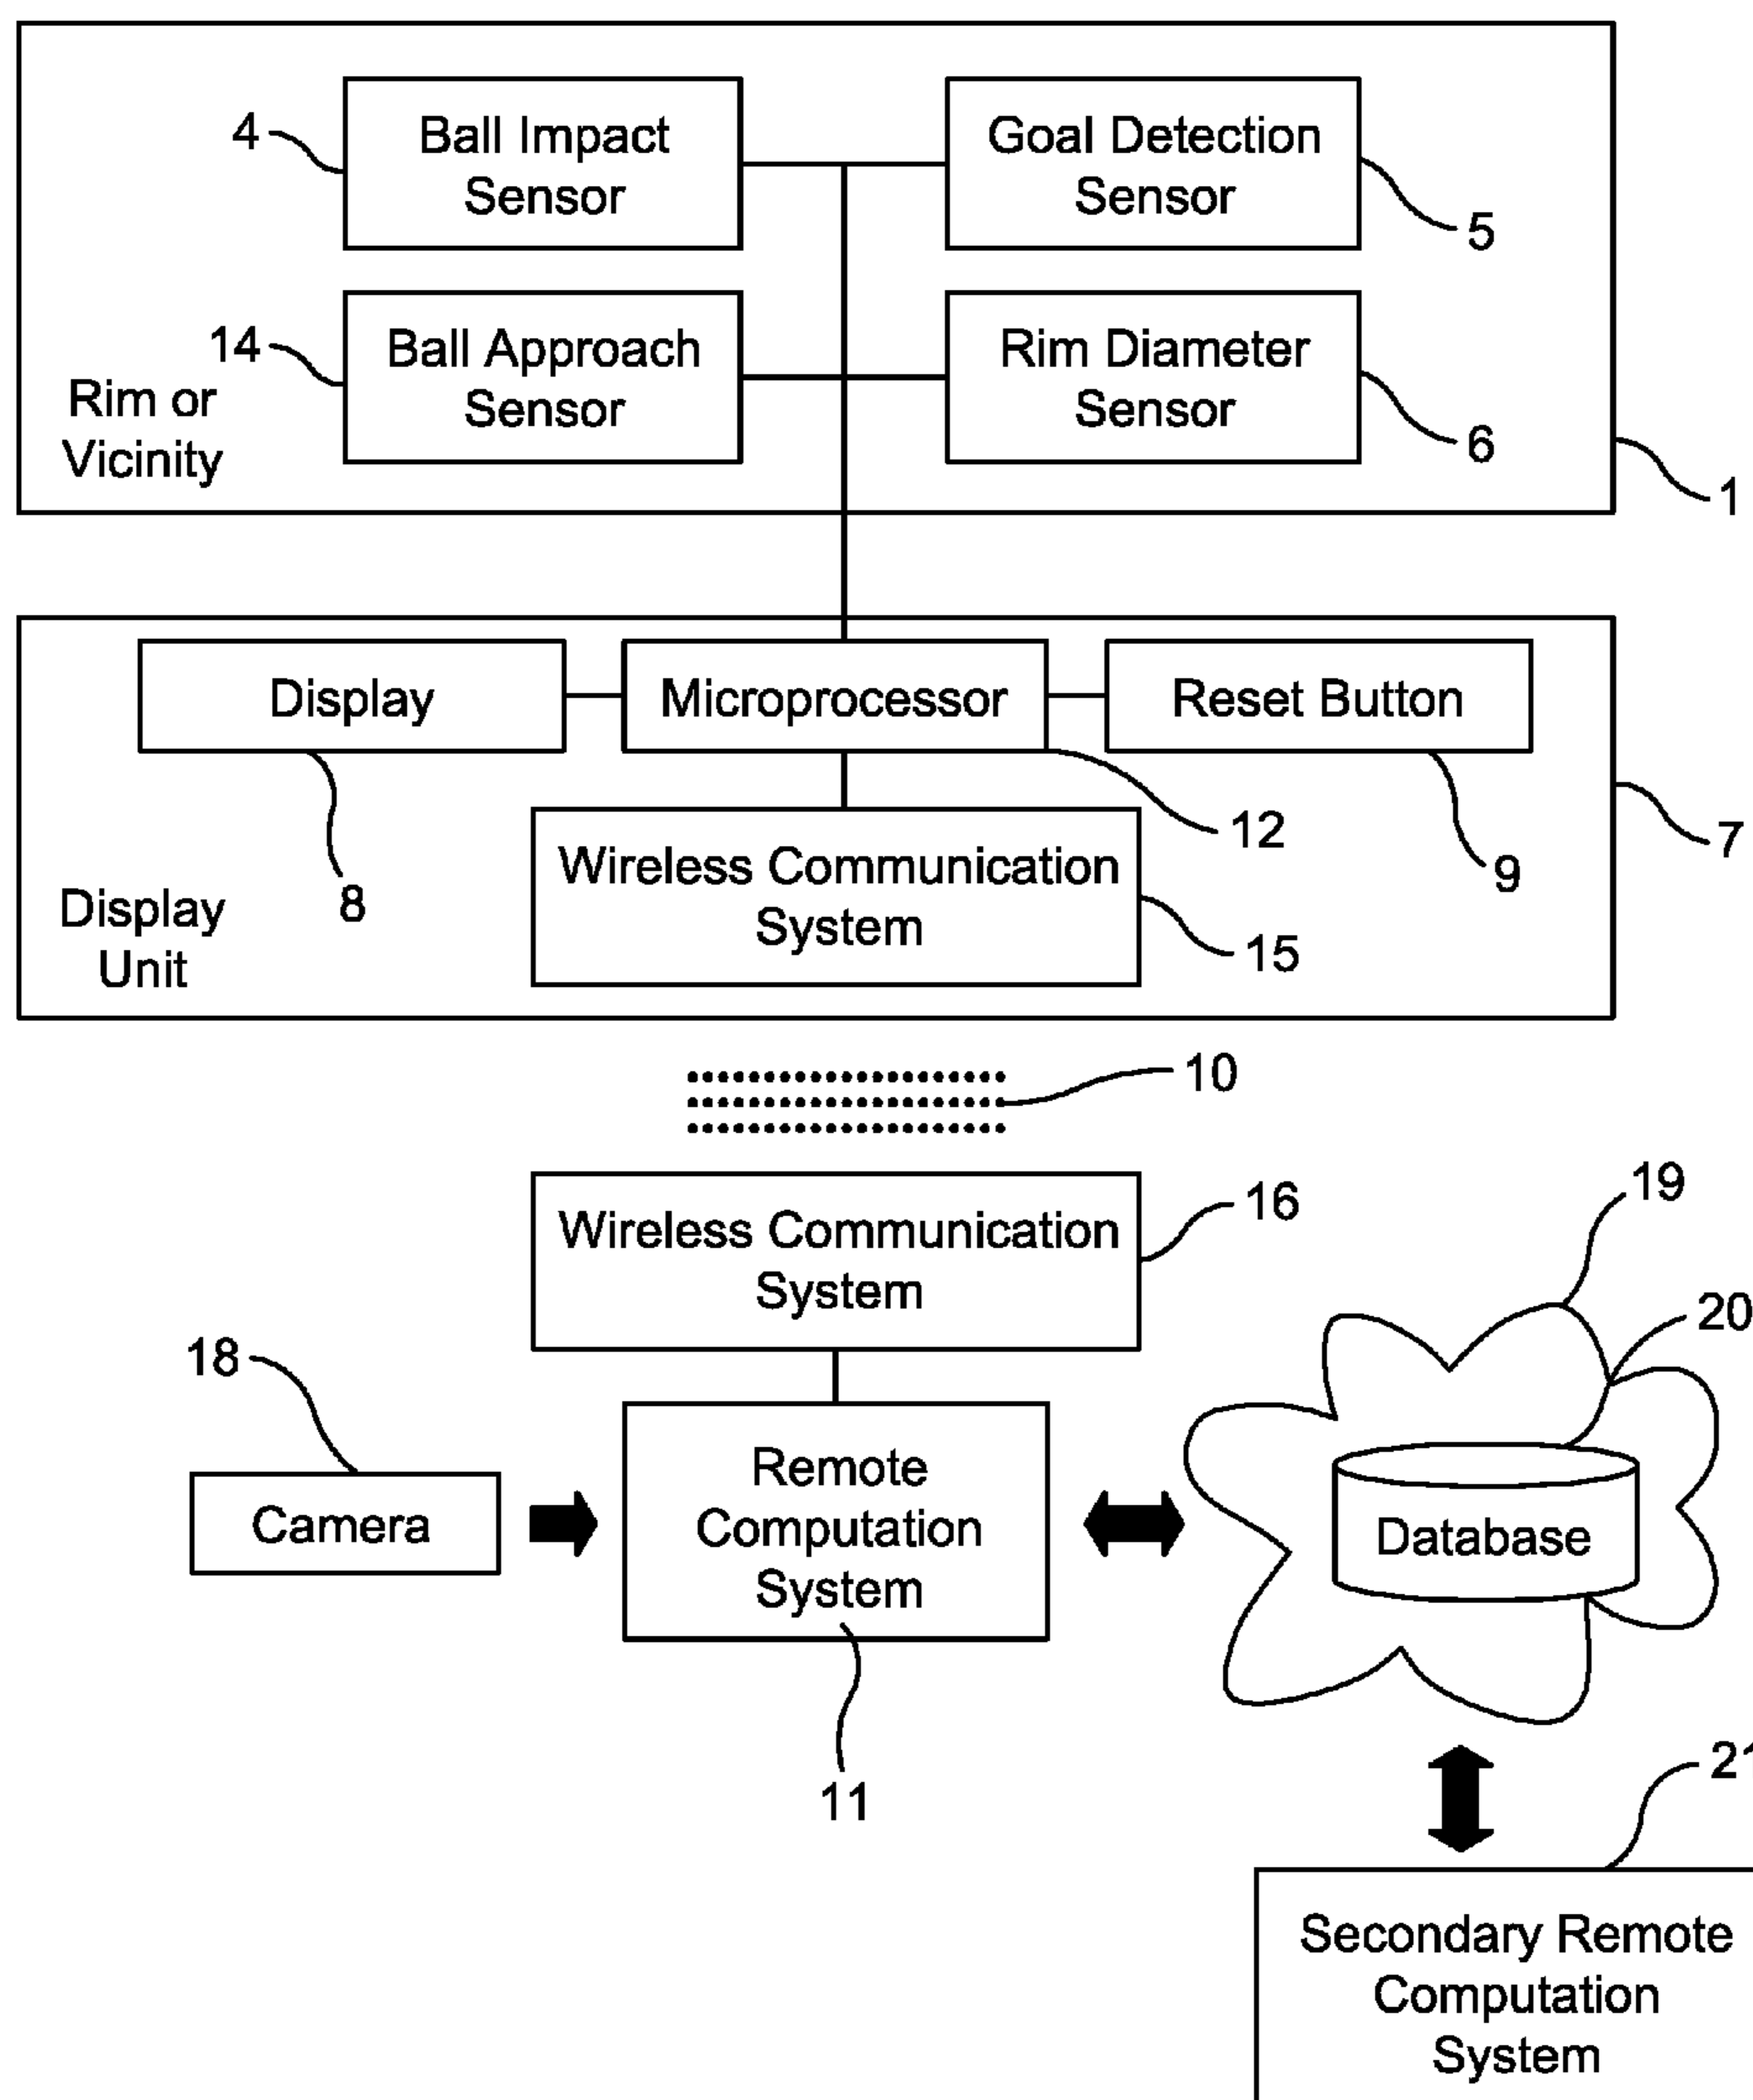 4
Ball Impact
Sensor
Goal Detection
Sensor
5
14
Ball Approach
Sensor
Rim Diameter
Sensor
6
Rim or
Vicinity
1
Display
Microprocessor
Reset Button
12
7
8
9
Wireless Communication
System
15
Display
Unit
10
Wireless Communication
System
16
19
20
18
Camera
Remote
Computation
System
Database
11
21
Secondary Remote
Computation
System